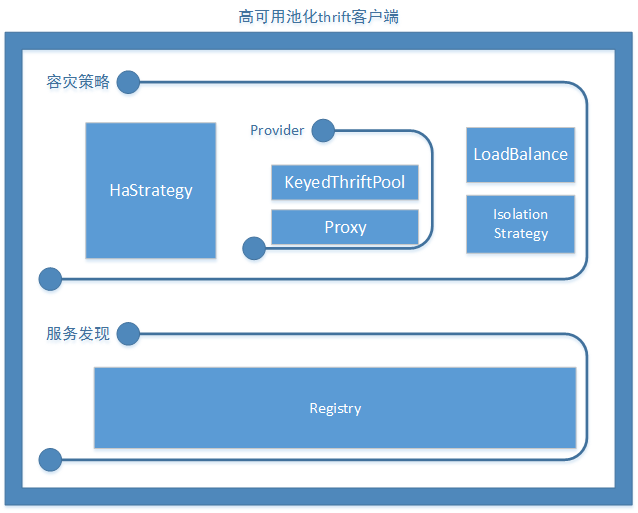 高可用池化thrift客户端
容灾策略
HaStrategy
Provider
KeyedThriftPool
Proxy
LoadBalance
Isolation
Strategy
服务发现
Registry